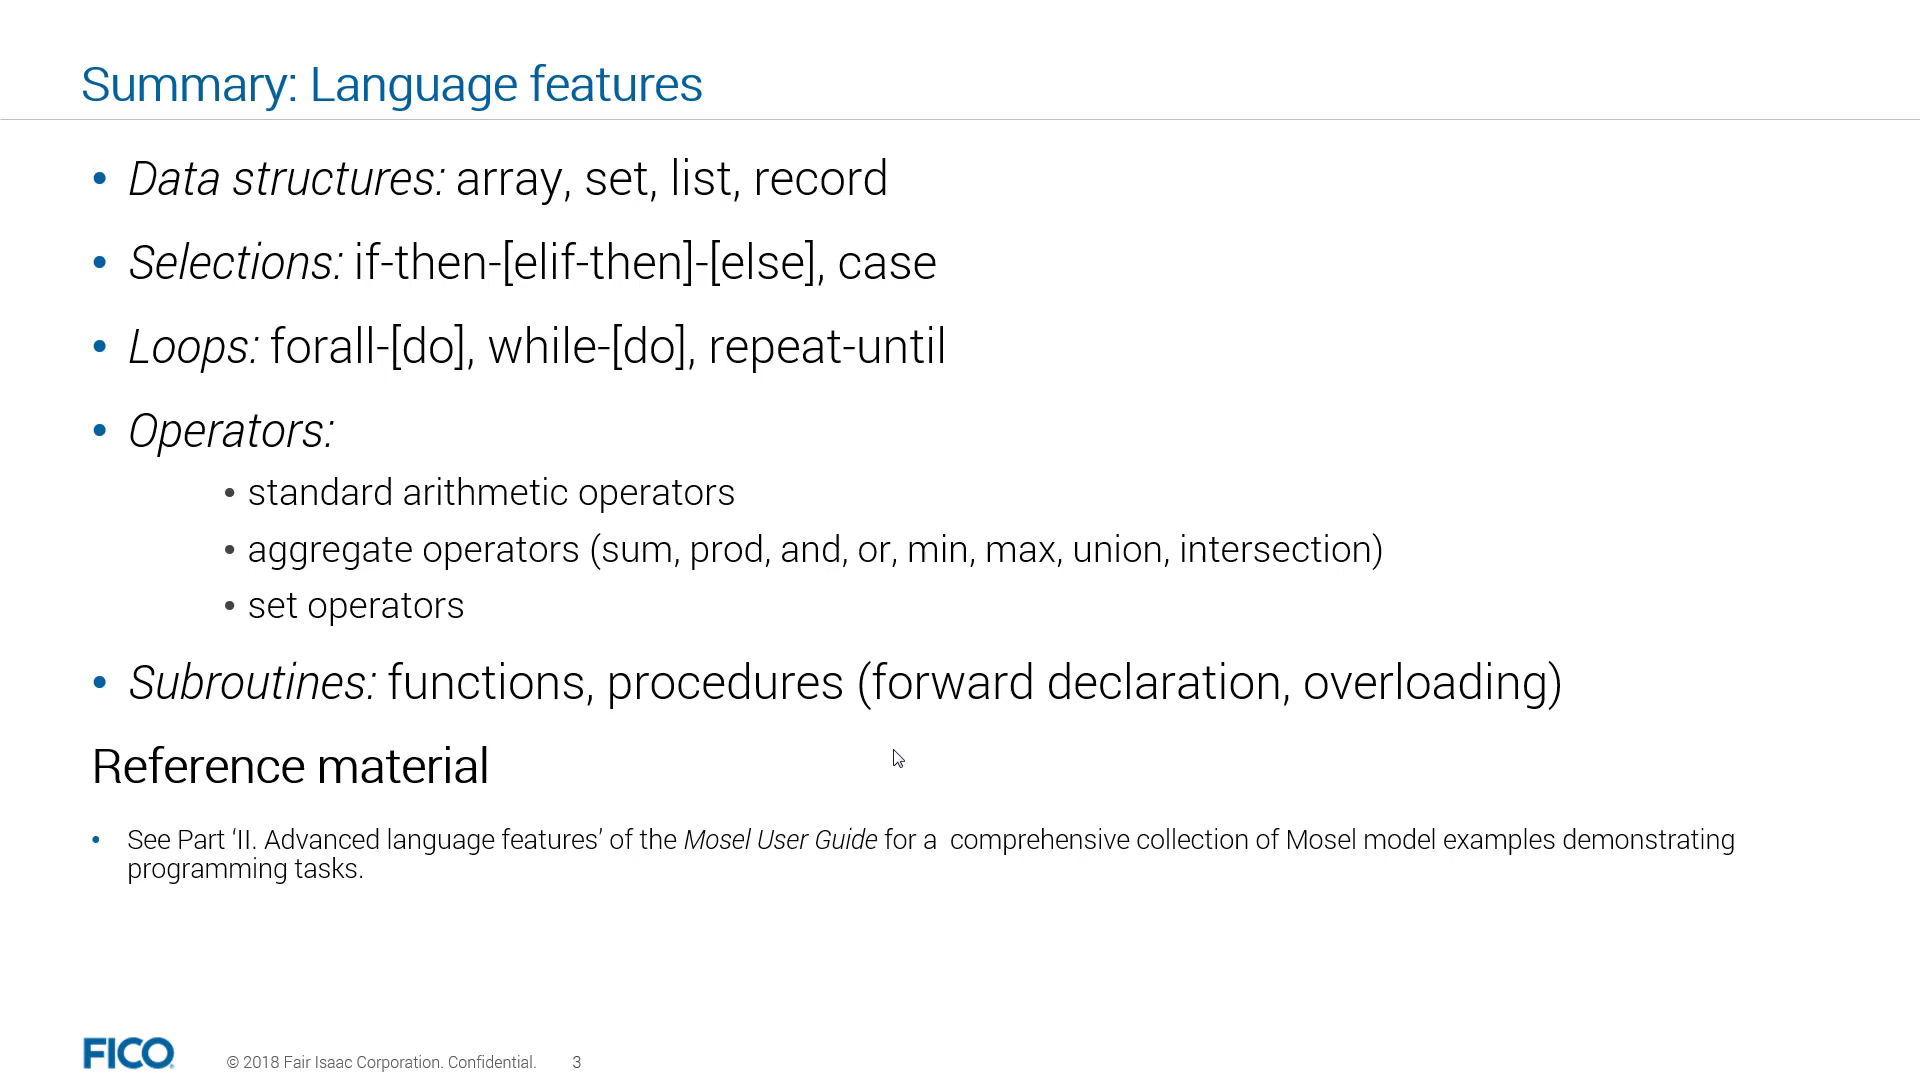 Summary: Language features
• Data structures: array, set, list, record
• Selections: if-then-[elif-then]-[else], case
• Loops: forall-[do], while-[do], repeat-until
• Operators:
• standard arithmetic operators
• aggregate operators (sum, prod, and, or, min, max, union, intersection)
• set operators
• Subroutines: functions, procedures (forward declaration, overloading)
Reference material
• See Part ‘II. Advanced language features’ of the Mosel User Guide for a  comprehensive collection of Mosel model examples demonstrating
programming tasks.
FICO © 2018 Fair Isaac Corporation. Confidential. 3